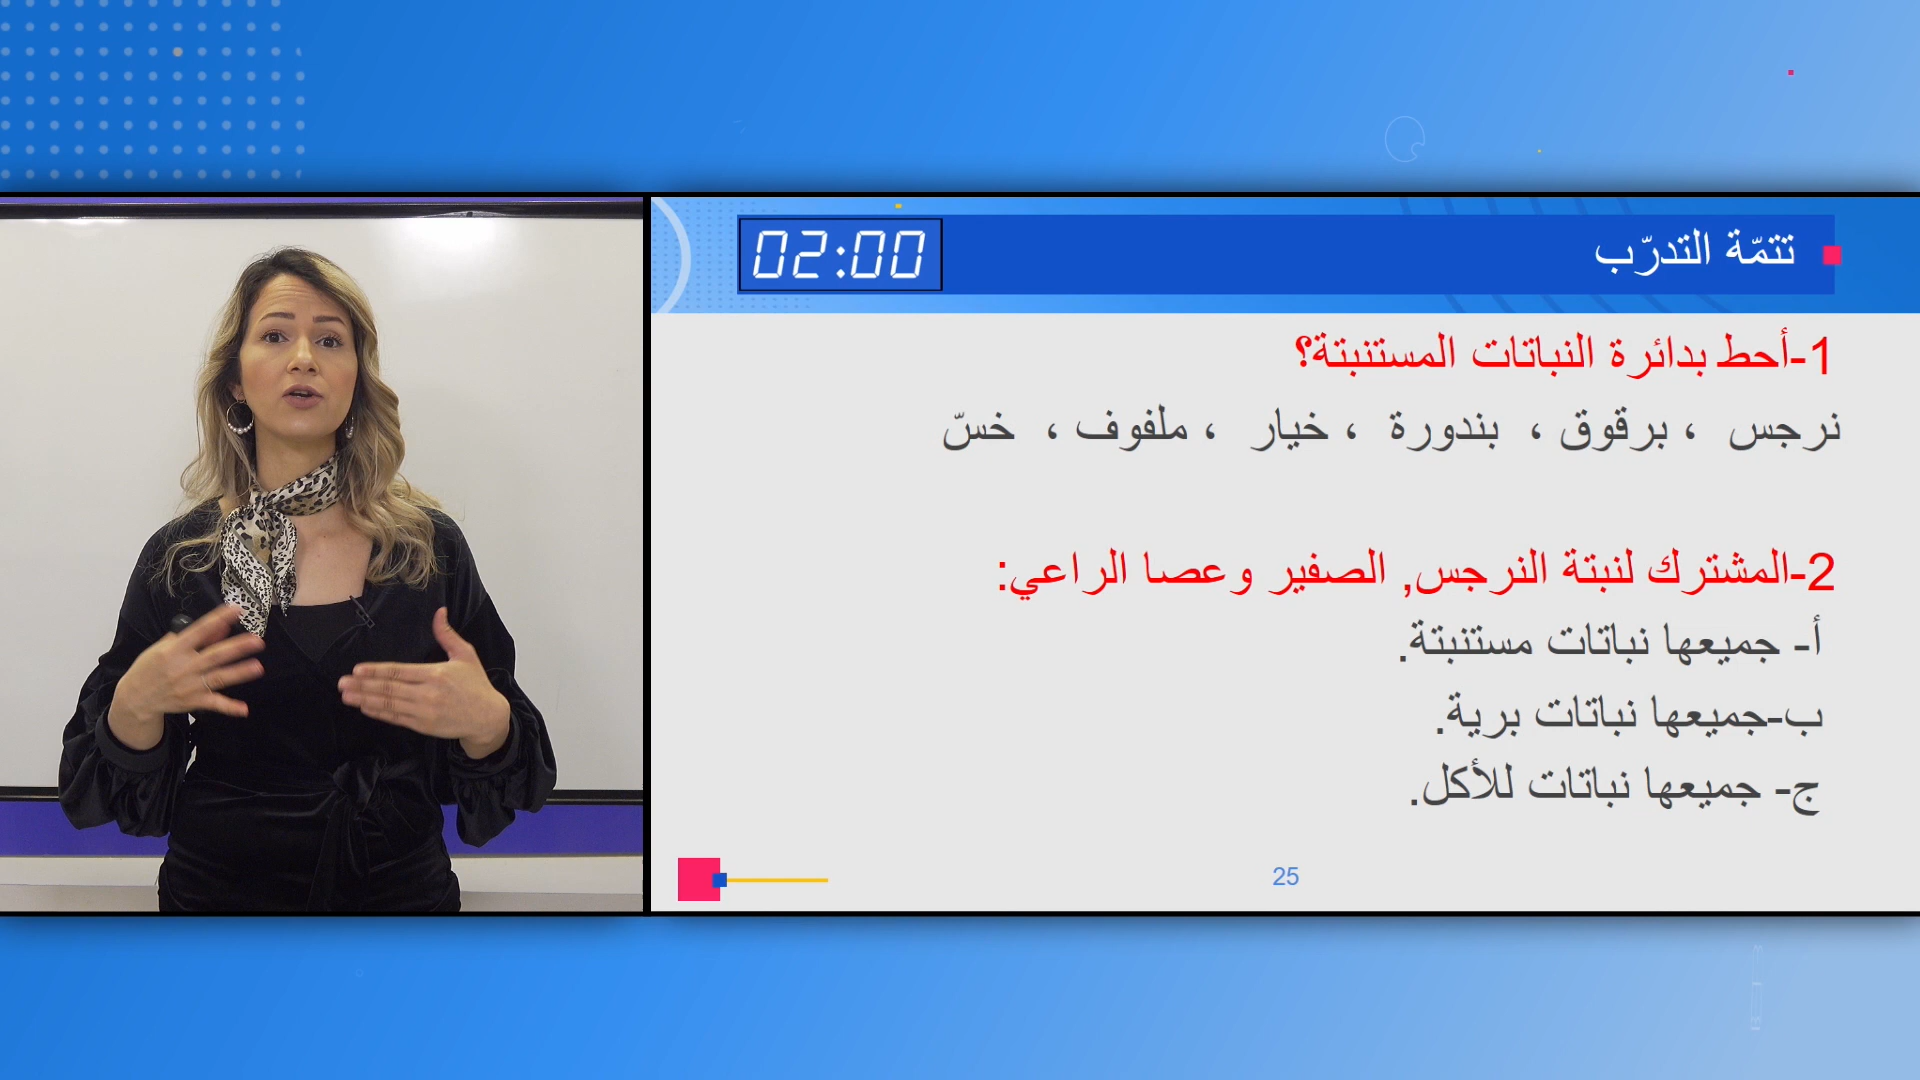 02:00
تتمّة التدرّب
1-أحط بدائرة النباتات المستنبتة؟
نرجس ، برقوق ، بندورة ، خيار ، ملفوف ، خسّ
2-المشترك لنبتة النرجس, الصفير وعصا الراعي:
أ- جميعها نباتات مستنبتة.
ب-جميعها نباتات برية.
ج- جميعها نباتات للأكل.
25